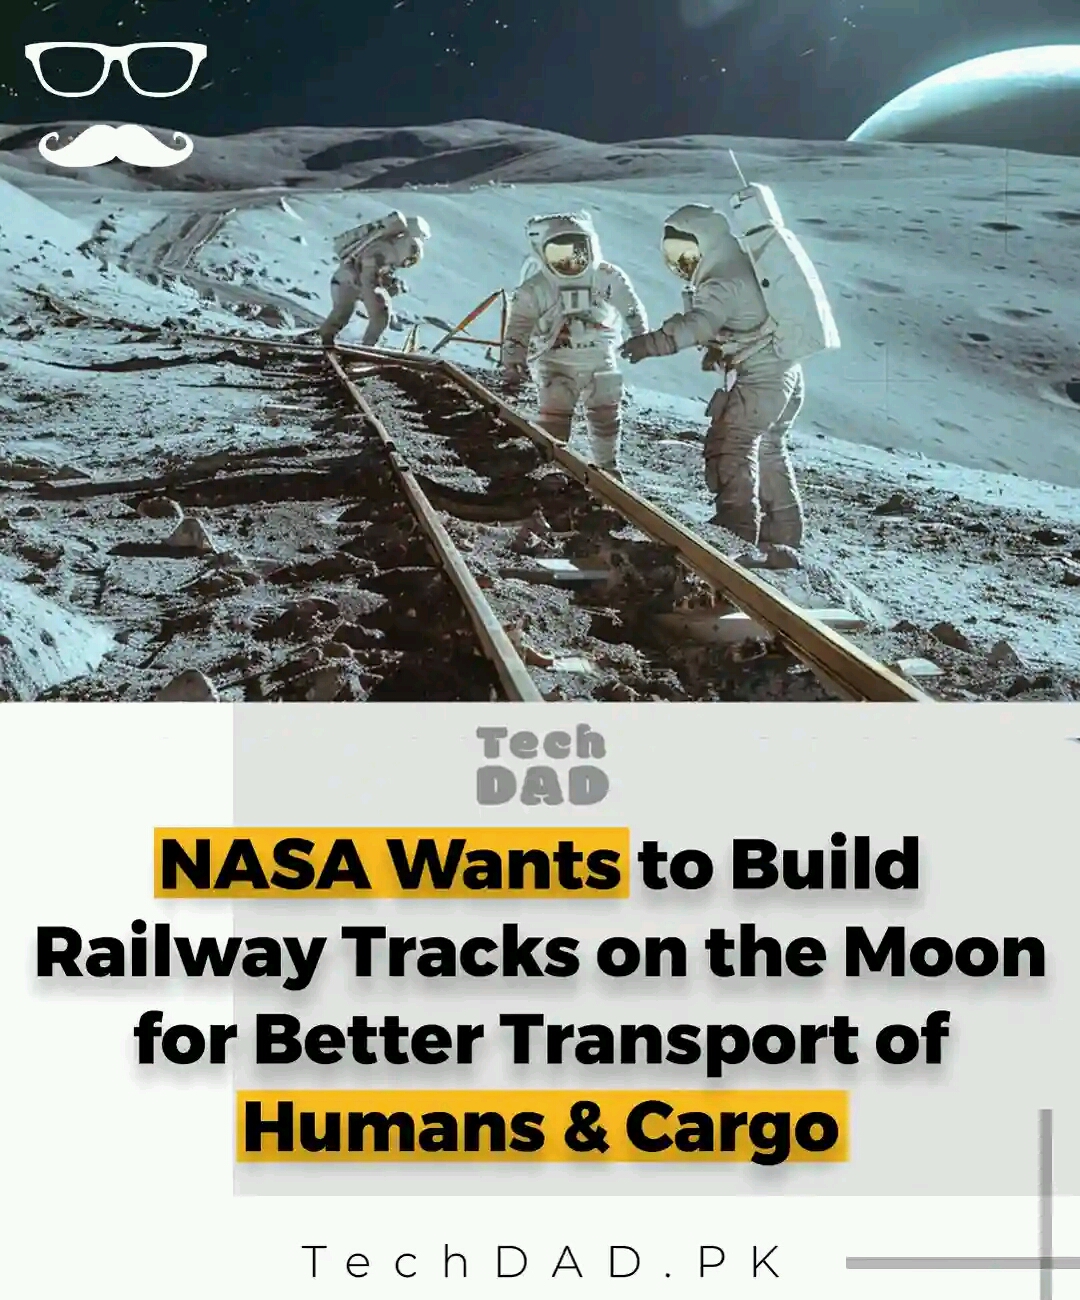 Tech
DAD
NASA Wants to Build
Railway Tracks on the Moon
for Better Transport of
Humans & Cargo
TechDAD.PK